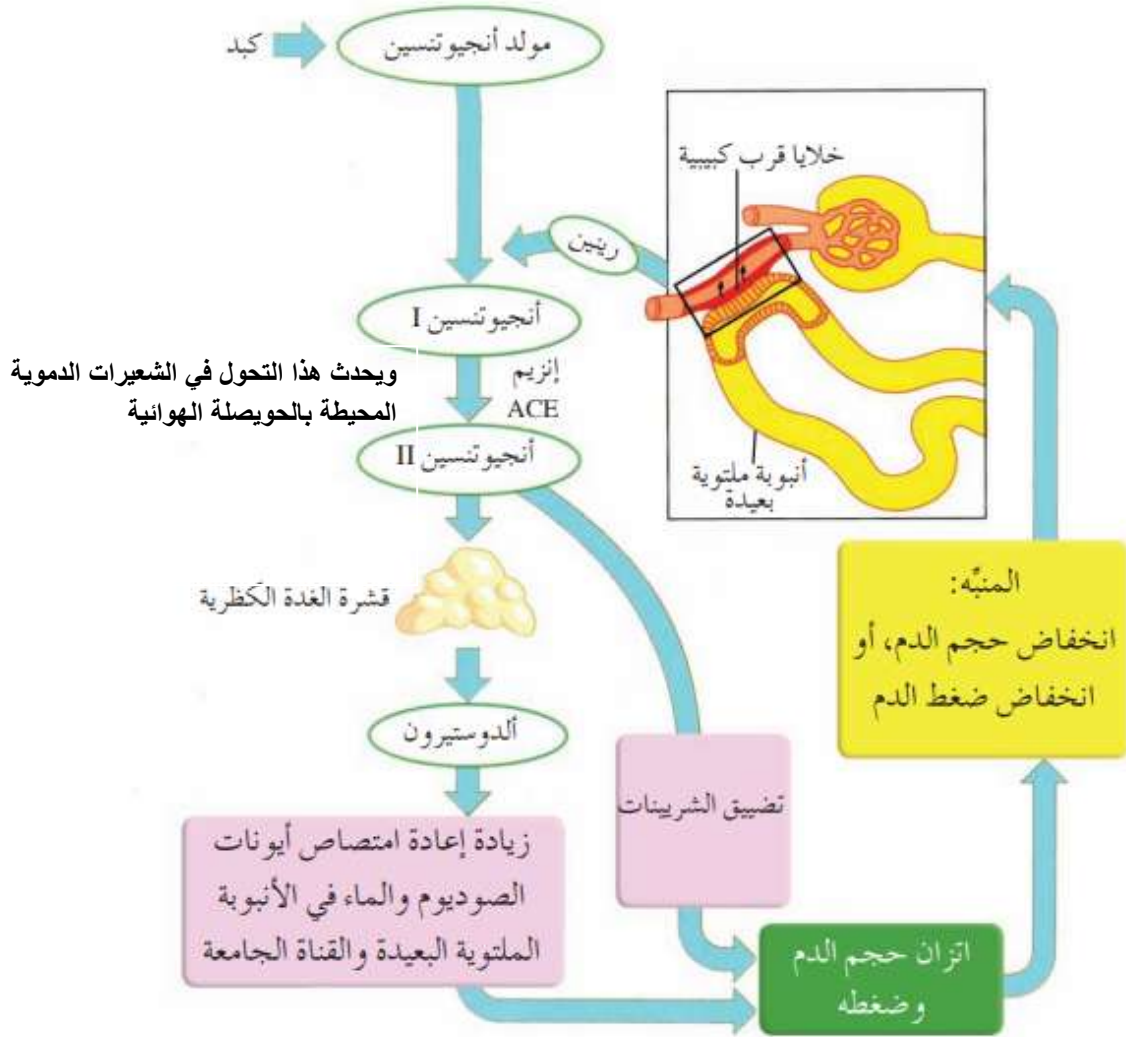 مولد أنجيوتنسين
كبد
خلايا قرب كبيبية
رينين
أنجيوتنسين I
ويحدث هذا التحول في الشعيرات الدموية
المحيطة بالحويصلة الهوائية
إنزيم
ACE
أنجيوتنسين II
أنبوبة ملتوية
بعيدة
قشرة الغدة الكظرية
المنبِّه:
انخفاض حجم الدم، أو
انخفاض ضغط الدم
ألدوستيرون
تضييق الشريينات
زيادة إعادة امتصاص أيونات
الصوديوم والماء في الأنبوبة
الملتوية البعيدة والقناة الجامعة
اتزان حجم الدم
وضغطه